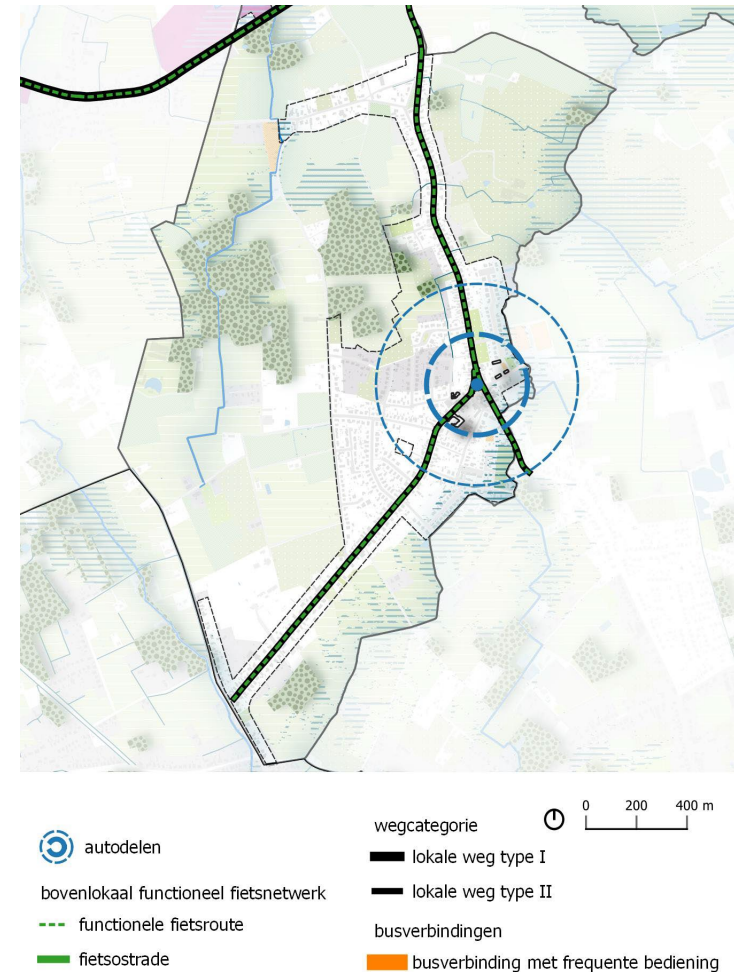 0 200 400 m
autodelen
bovenlokaal functioneel fietsnetwerk
functionele fietsroute
fietsostrade
wegcategorie
lokale weg type I
lokale weg type II
busverbindingen
busverbinding met frequente bediening